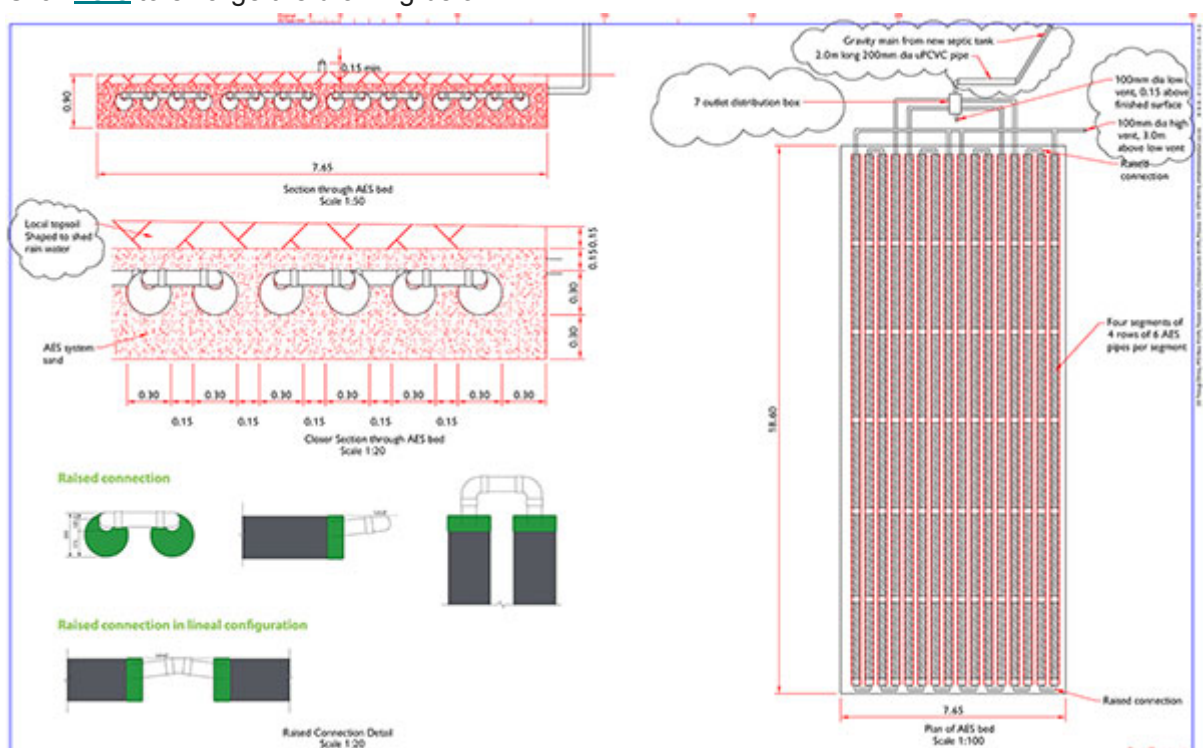 0.15 min
0.90
7.65
Section through AES bed
Scale 1:50
Local topsoil
Shaped to shed
rain water
0.15
0.15
0.30
0.30
AES system
sand
0.30 0.30 0.30 0.30 0.30 0.30 0.30
0.15 0.15 0.15 0.15 0.15 0.15
Closer Section through AES bed
Scale 1:20
Raised connection
Raised connection in lineal configuration
Raised Connection Detail
Scale 1:20
Gravity main from new septic tank
2.0m long 200mm dia uPCVC pipe
7 outlet distribution box
100mm dia low
vent, 0.15 above
finished surface
100mm dia high
vent, 3.0m
above low vent
Raised
connection
Four segments of
4 rows of 6 AES
pipes per segment
18.60
Raised connection
7.65
Plan of AES bed
Scale 1:100